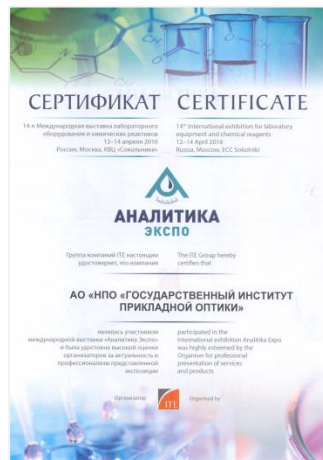 СЕРТИФИКАТ
CERTIFICATE
14-я Международная выставка лабораторного
оборудования и химических реактивов
12–14 апреля 2016
Россия, Москва, КВЦ «Сокольники»
14th International exhibition for laboratory
equipment and chemical reagents
12–14 April 2016
Russia, Moscow, ECC Sokolniki
АНАЛИТИКА
ЭКСПО
Группа компаний ITE настоящим
удостоверяет, что компания
The ITE Group hereby
certifies that
АО «НПО «ГОСУДАРСТВЕННЫЙ ИНСТИТУТ
ПРИКЛАДНОЙ ОПТИКИ»
являлась участником
международной выставки «Аналитика Экспо»
и была удостоена высокой оценки
организаторов за актуальность и
профессионализм представленной
экспозиции
participated in the
International exhibition Analitika Expo
was highly esteemed by the
Organiser for professional
presentation of services
and products
Организатор
ITE
Organised by